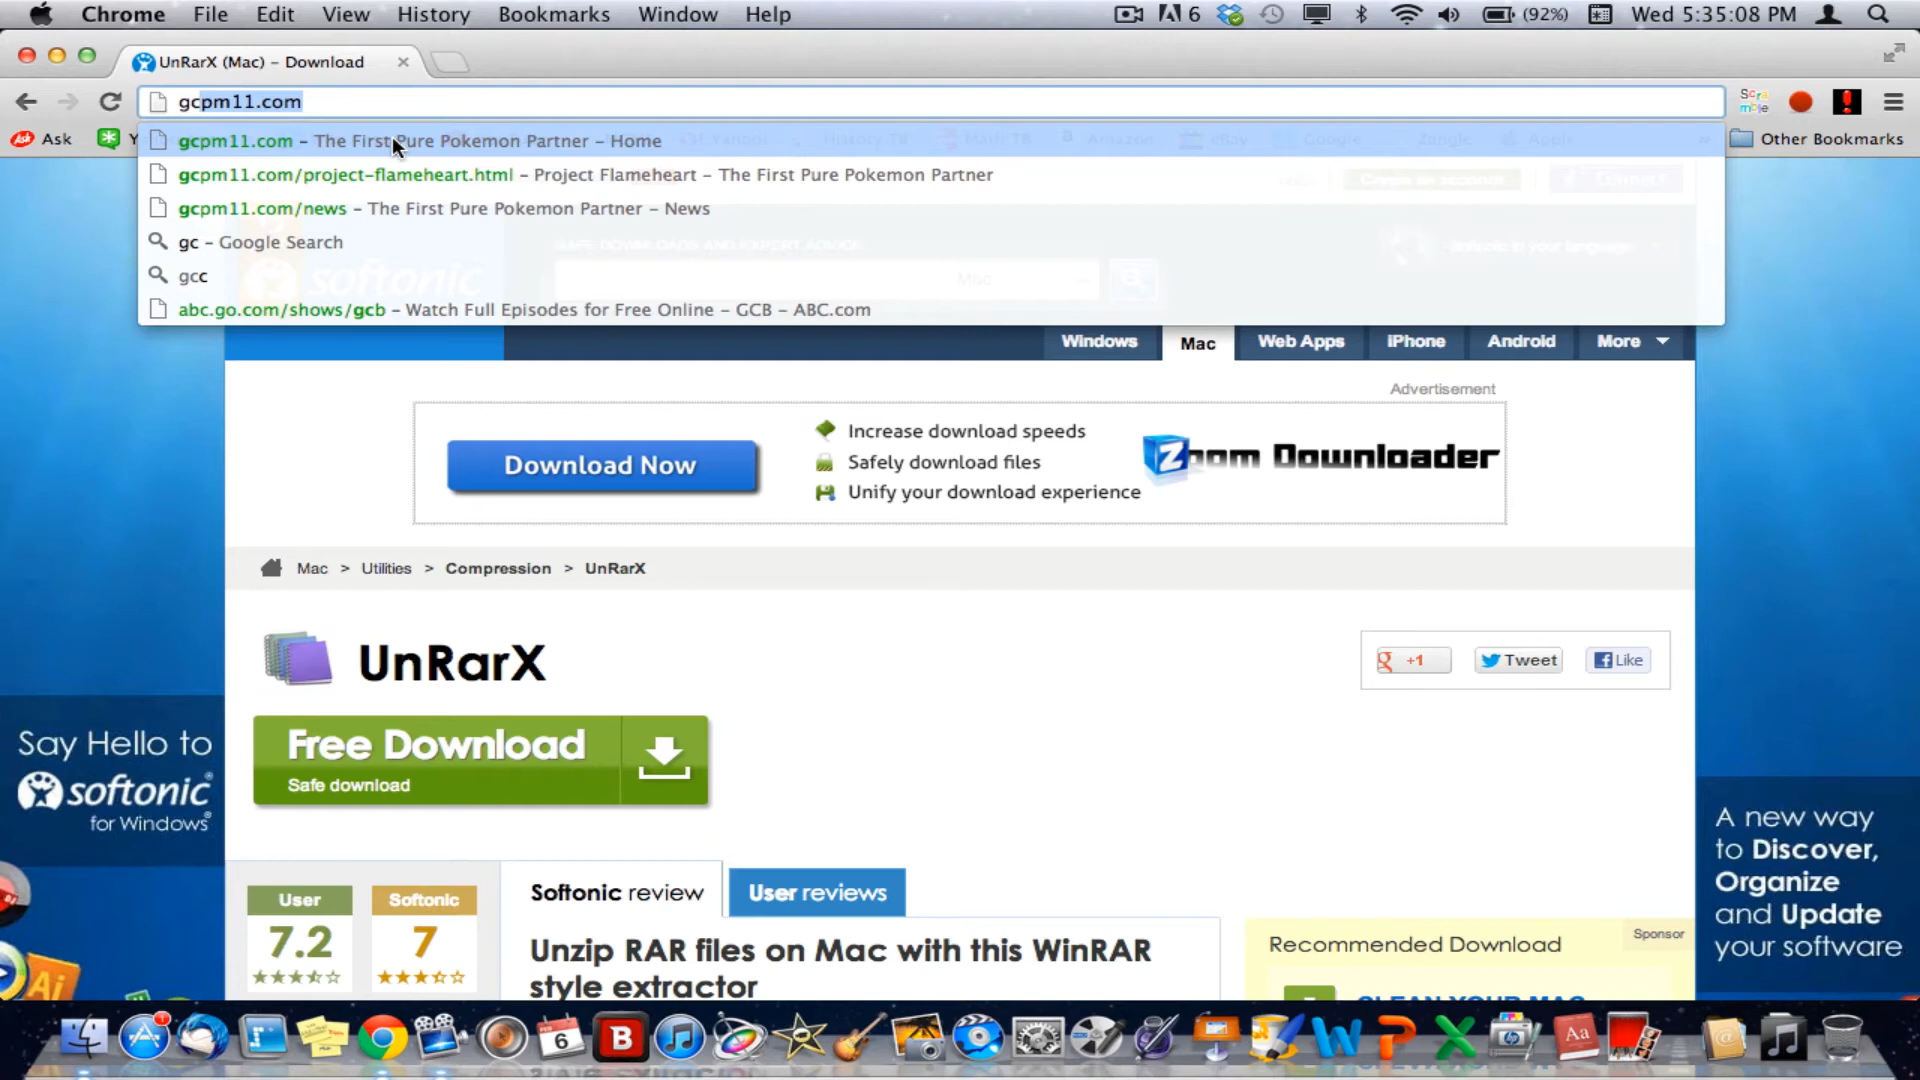 Chrome File Edit View History Bookmarks Window Help 6 (92%) Wed 5:35:08 PM
UnRarX (Mac) – Download
gcpm11.com
Scra mble
Ask Y Other Bookmarks
gcpm11.com – The First Pure Pokemon Partner – Home
gcpm11.com/project-flameheart.html – Project Flameheart – The First Pure Pokemon Partner
gcpm11.com/news – The First Pure Pokemon Partner – News
gc – Google Search
gcc
abc.go.com/shows/gcb – Watch Full Episodes for Free Online – GCB – ABC.com
Windows Mac Web Apps iPhone Android More
Advertisement
Download Now
Increase download speeds
Safely download files
Unify your download experience
Zoom Downloader
Mac > Utilities > Compression > UnRarX
UnRarX
+1 Tweet Like
Free Download
Safe download
Say Hello to
softonic
for Windows
A new way
to Discover,
Organize
and Update
your software
User
7.2
Softonic
7
Softonic review User reviews
Unzip RAR files on Mac with this WinRAR
style extractor
Recommended Download Sponsor
CLEAN YOUR MAC